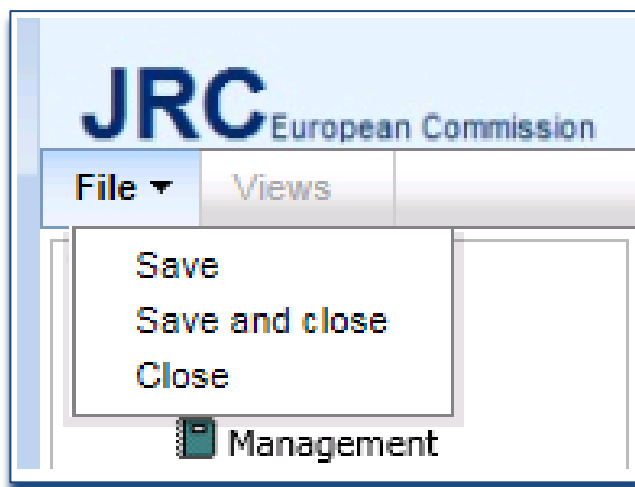 JRC European Commission
File Views
Save
Save and close
Close
Management